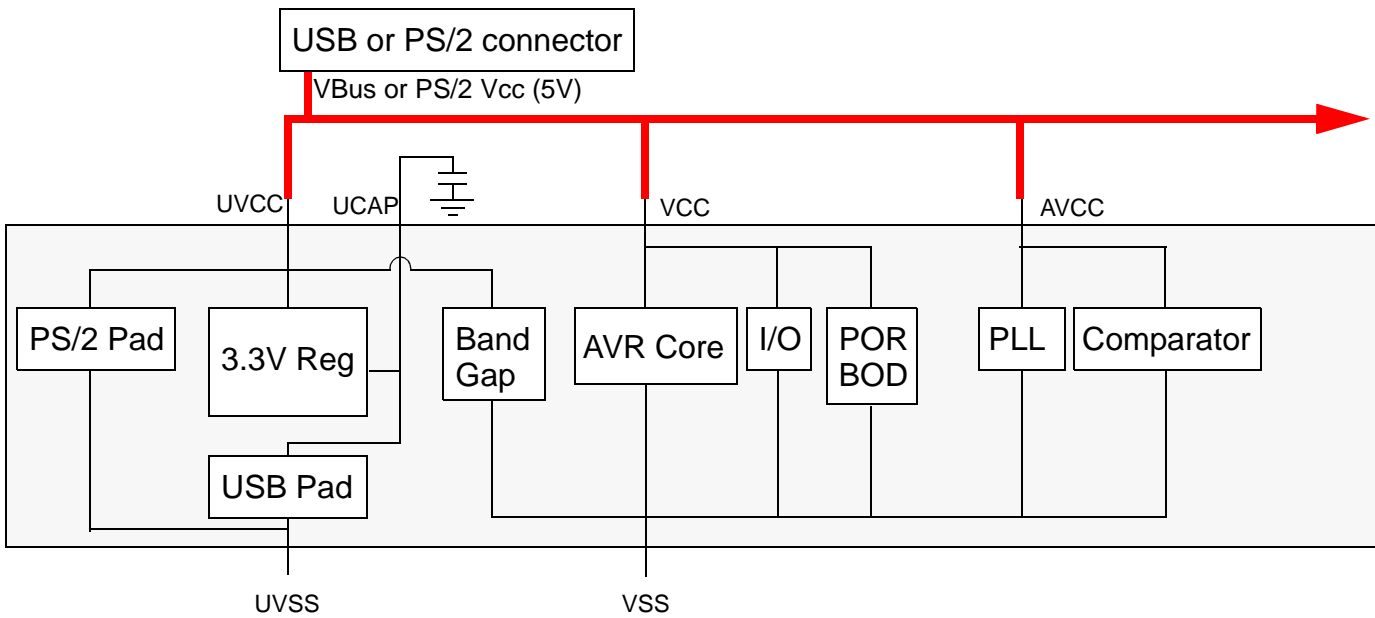 USB or PS/2 connector
VBus or PS/2 Vcc (5V)
UVCC
UCAP
VCC
AVCC
PS/2 Pad
3.3V Reg
Band
Gap
AVR Core
I/O
POR
BOD
PLL
Comparator
USB Pad
UVSS
VSS